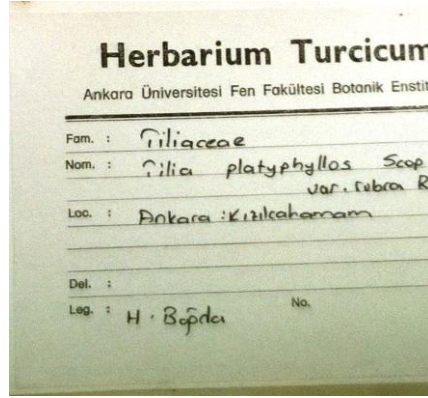 Herbarium Turcicum
Ankara Üniversitesi Fen Fakültesi Botanik Enstit
Fam. : Tiliaceae
Nom. : Tilia platyphyllos Scop
var. rubra R
Loc. : Ankara : Kızılcahamam
Del. :
Leg. : H. No.